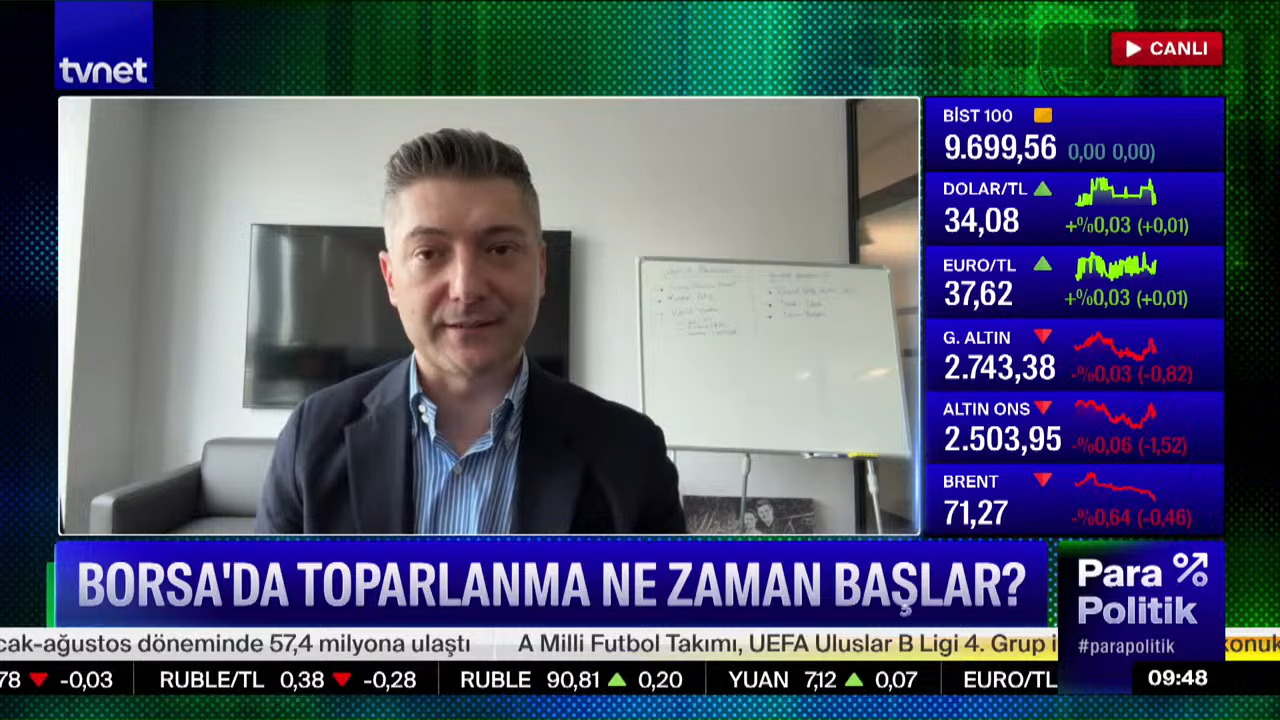 tvnet
CANLI
BİST 100
9.699,56 0,00 0,00)
DOLAR/TL
34,08 +%0,03 (+0,01)
EURO/TL
37,62 +%0,03 (+0,01)
G. ALTIN
2.743,38 -%0,03 (-0,82)
ALTIN ONS
2.503,95 -%0,06 (-1,52)
BRENT
71,27 -%0,64 (-0,46)
BORSA'DA TOPARLANMA NE ZAMAN BAŞLAR?
Para %
Politik
#parapolitik
cak-ağustos döneminde 57,4 milyona ulaştı A Milli Futbol Takımı, UEFA Uluslar B Ligi 4. Grup i konuk
78 -0,03 RUBLE/TL 0,38 -0,28 RUBLE 90,81 0,20 YUAN 7,12 0,07 EURO/TL
09:48